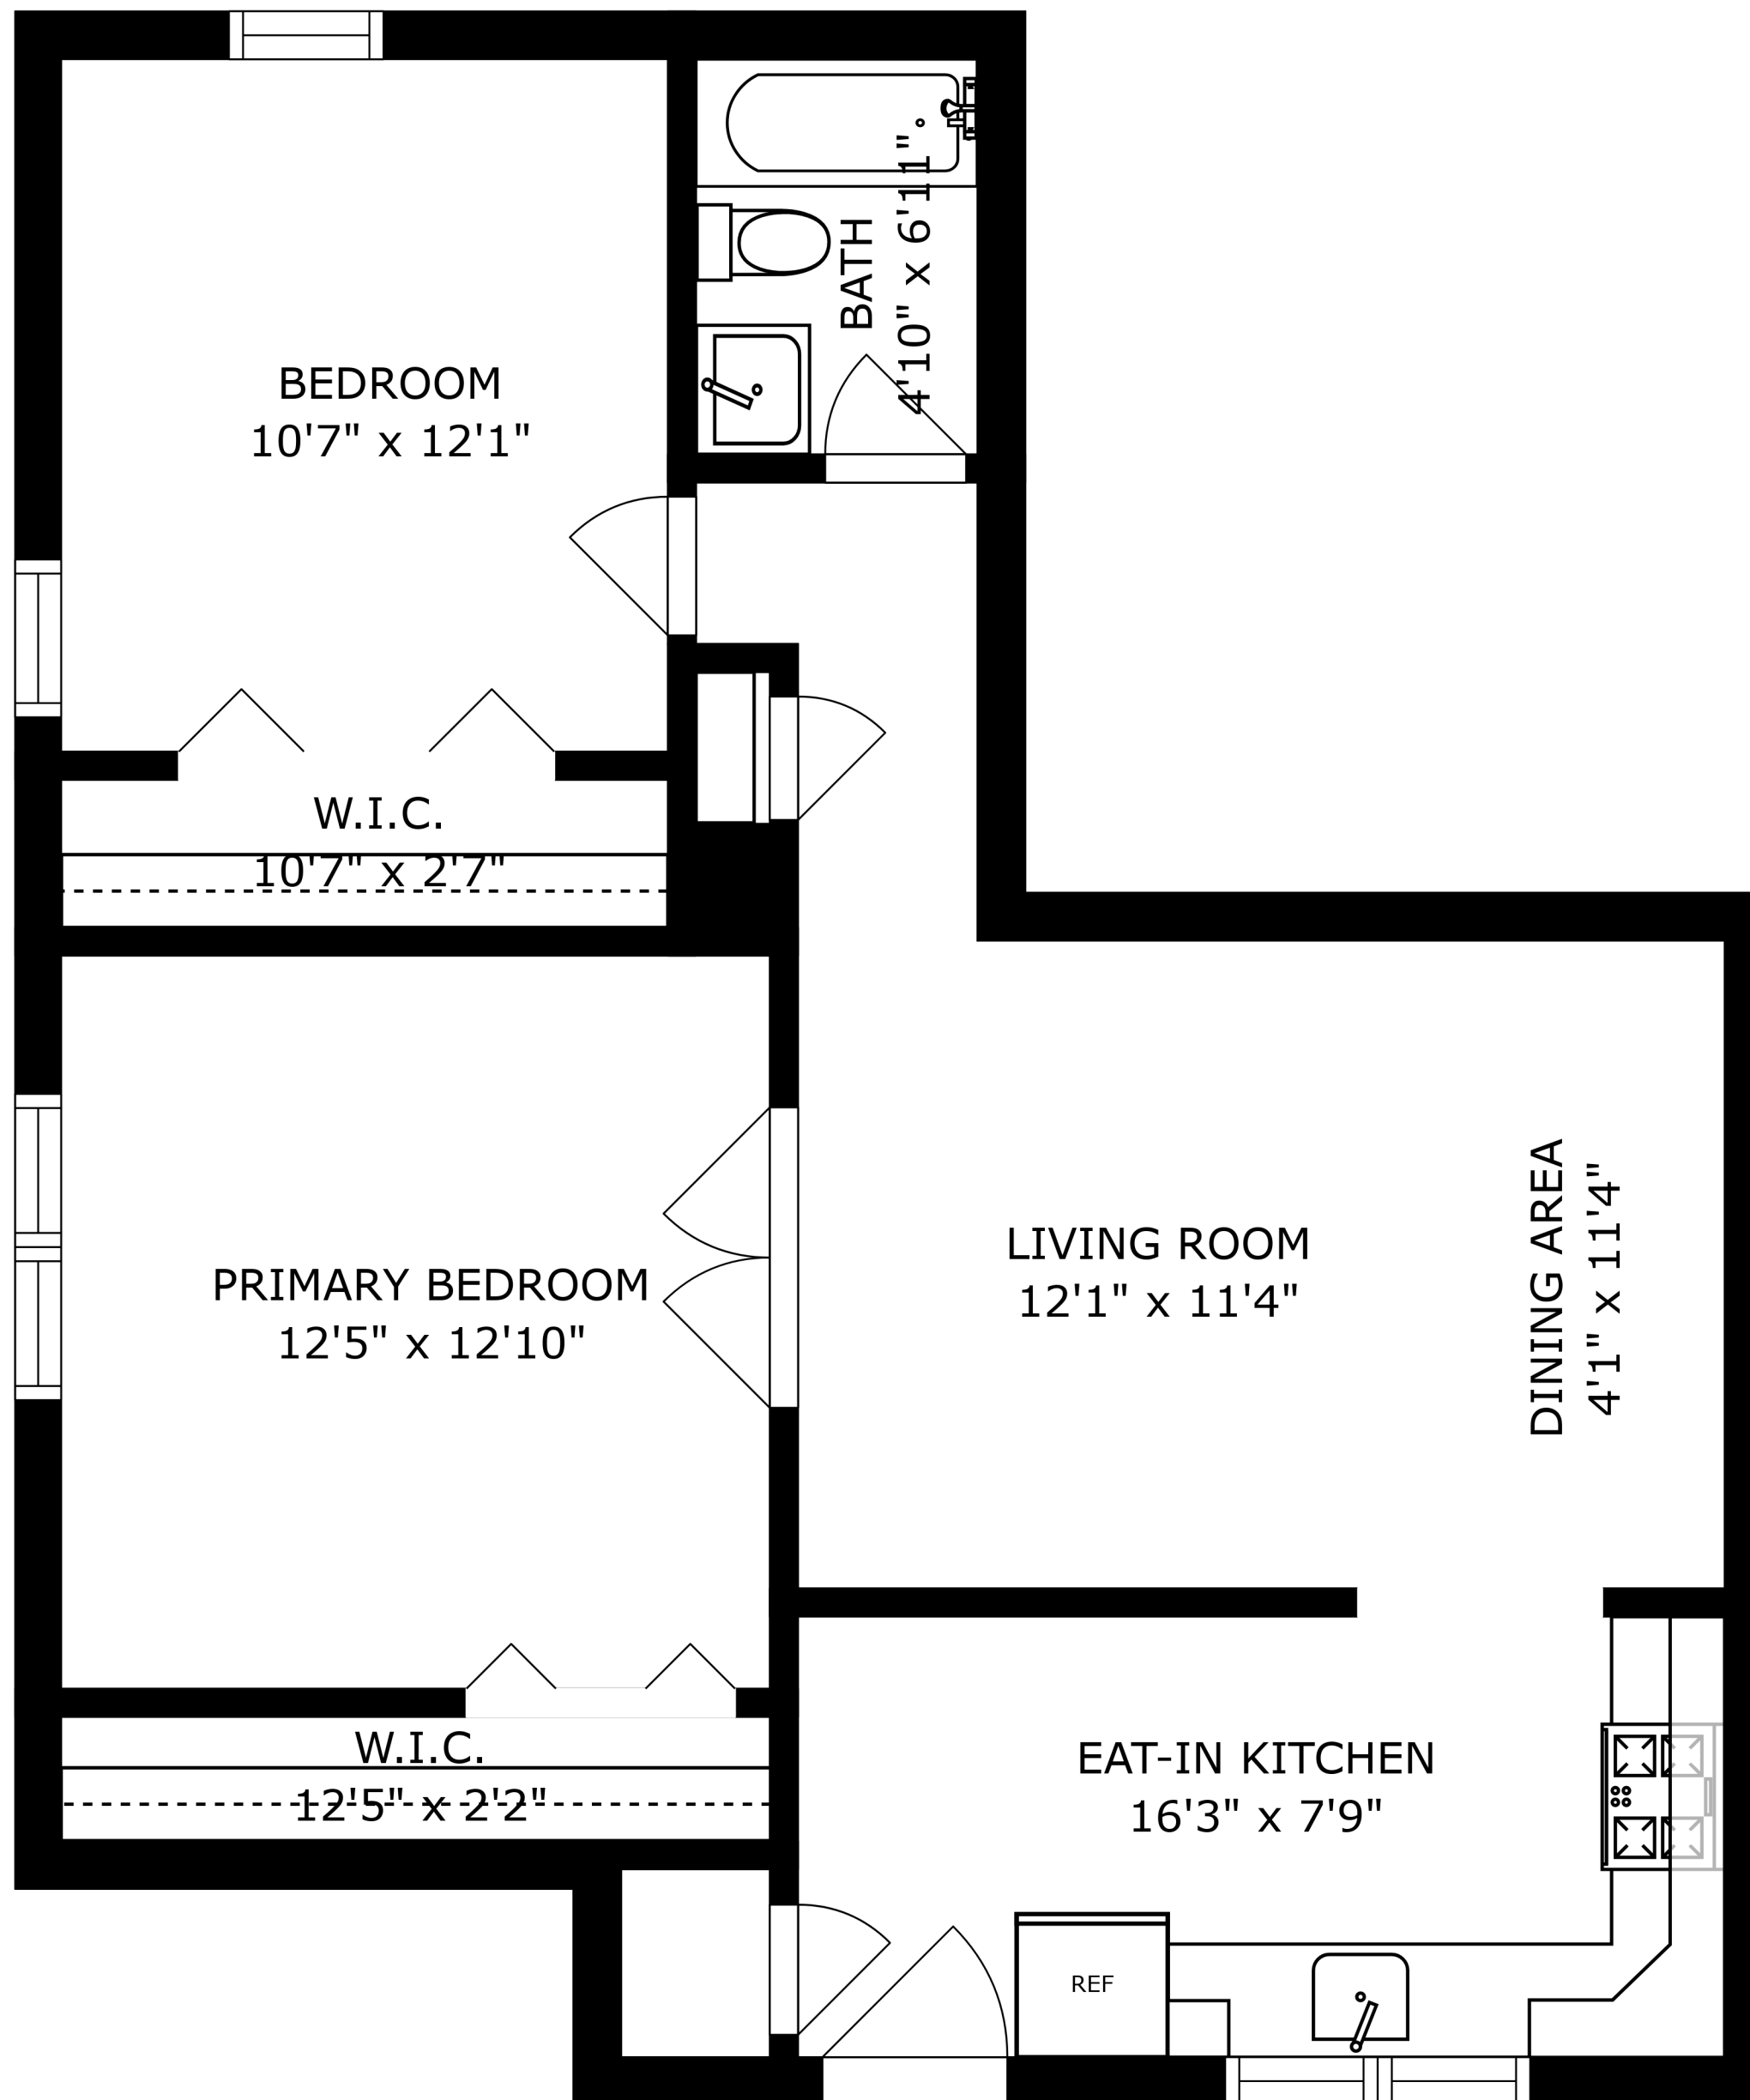 BATH
4'10" x 6'11"
BEDROOM
10'7" x 12'1"
W.I.C.
10'7" x 2'7"
PRIMARY BEDROOM
12'5" x 12'10"
LIVING ROOM
12'1" x 11'4"
DINING AREA
4'1" x 11'4"
W.I.C.
12'5" x 2'2"
EAT-IN KITCHEN
16'3" x 7'9"
REF